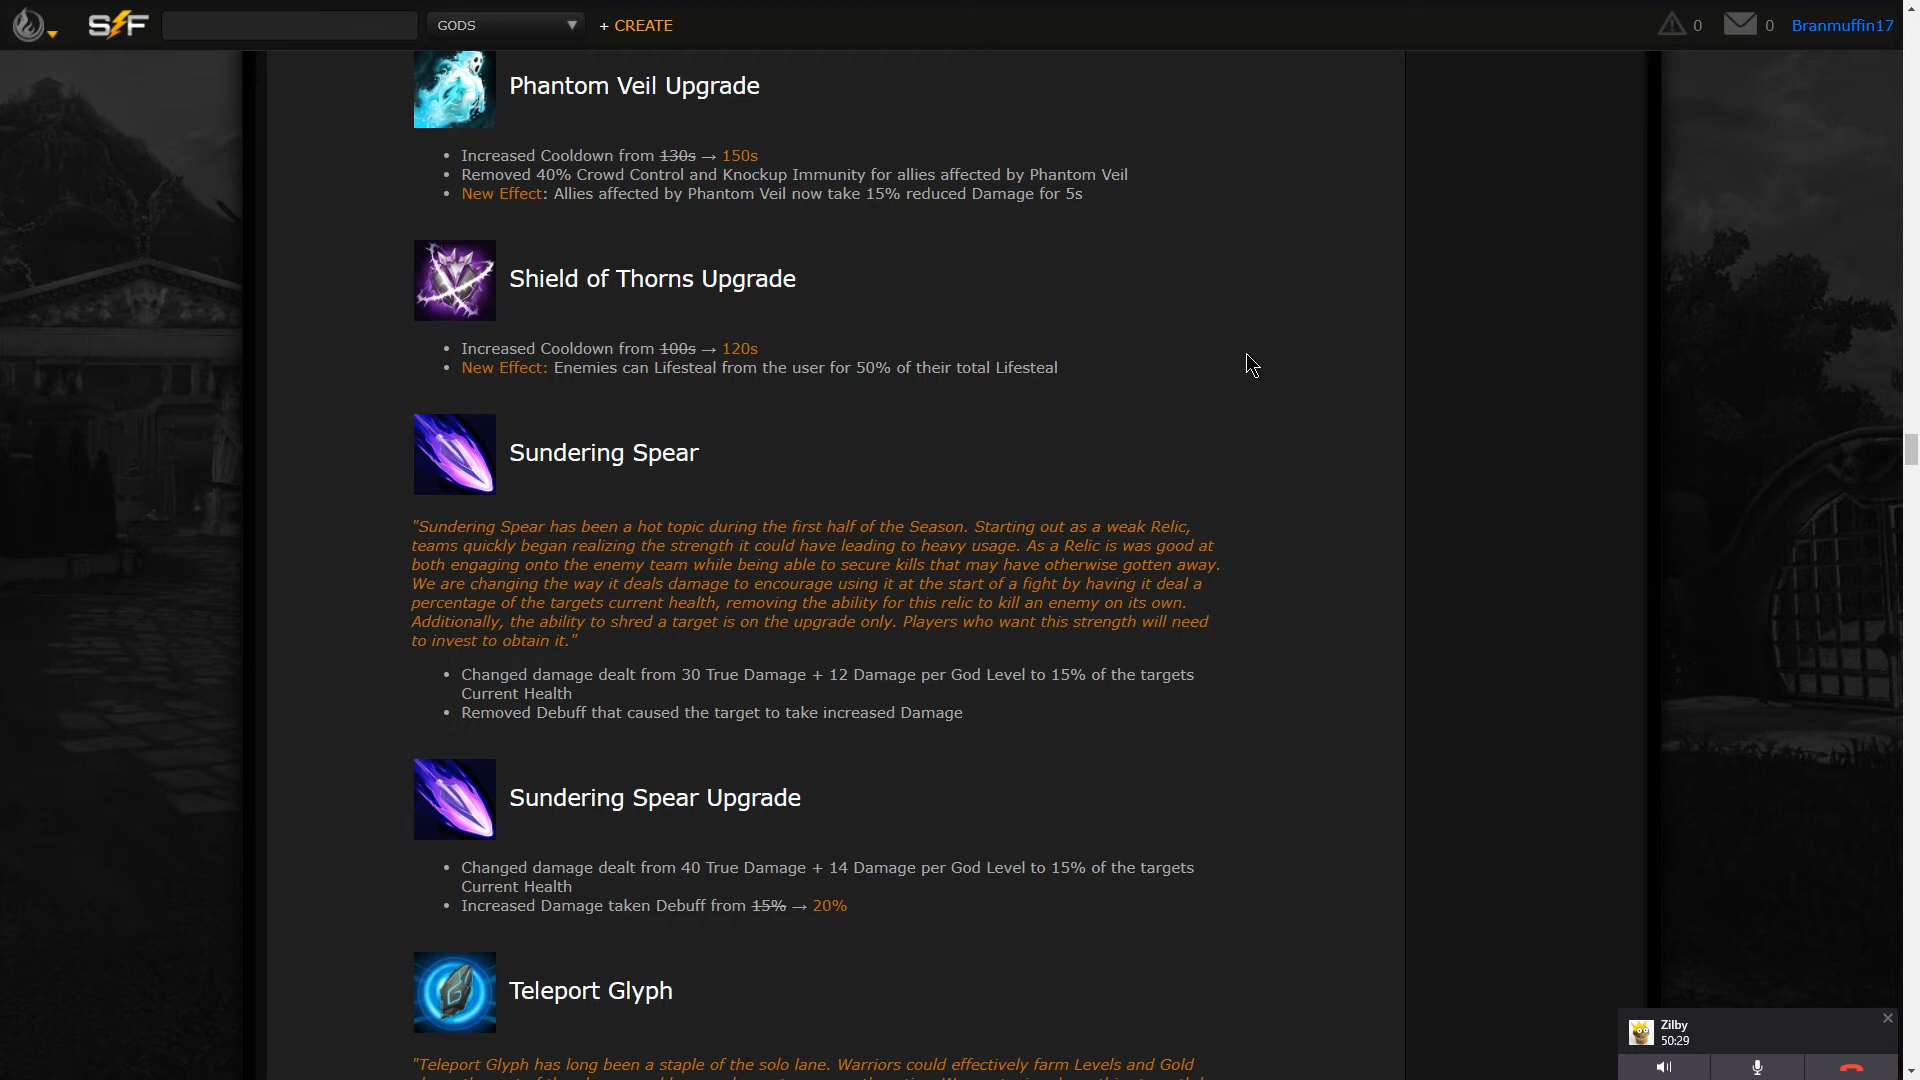 SF
GODS
+ CREATE
0
0
Branmuffin17
Phantom Veil Upgrade
• Increased Cooldown from 130s → 150s
• Removed 40% Crowd Control and Knockup Immunity for allies affected by Phantom Veil
• New Effect: Allies affected by Phantom Veil now take 15% reduced Damage for 5s
Shield of Thorns Upgrade
• Increased Cooldown from 100s → 120s
• New Effect: Enemies can Lifesteal from the user for 50% of their total Lifesteal
Sundering Spear
"Sundering Spear has been a hot topic during the first half of the Season. Starting out as a weak Relic,
teams quickly began realizing the strength it could have leading to heavy usage. As a Relic is was good at
both engaging onto the enemy team while being able to secure kills that may have otherwise gotten away.
We are changing the way it deals damage to encourage using it at the start of a fight by having it deal a
percentage of the targets current health, removing the ability for this relic to kill an enemy on its own.
Additionally, the ability to shred a target is on the upgrade only. Players who want this strength will need
to invest to obtain it."
• Changed damage dealt from 30 True Damage + 12 Damage per God Level to 15% of the targets
Current Health
• Removed Debuff that caused the target to take increased Damage
Sundering Spear Upgrade
• Changed damage dealt from 40 True Damage + 14 Damage per God Level to 15% of the targets
Current Health
• Increased Damage taken Debuff from 15% → 20%
Teleport Glyph
"Teleport Glyph has long been a staple of the solo lane. Warriors could effectively farm Levels and Gold
Zilby
50:29